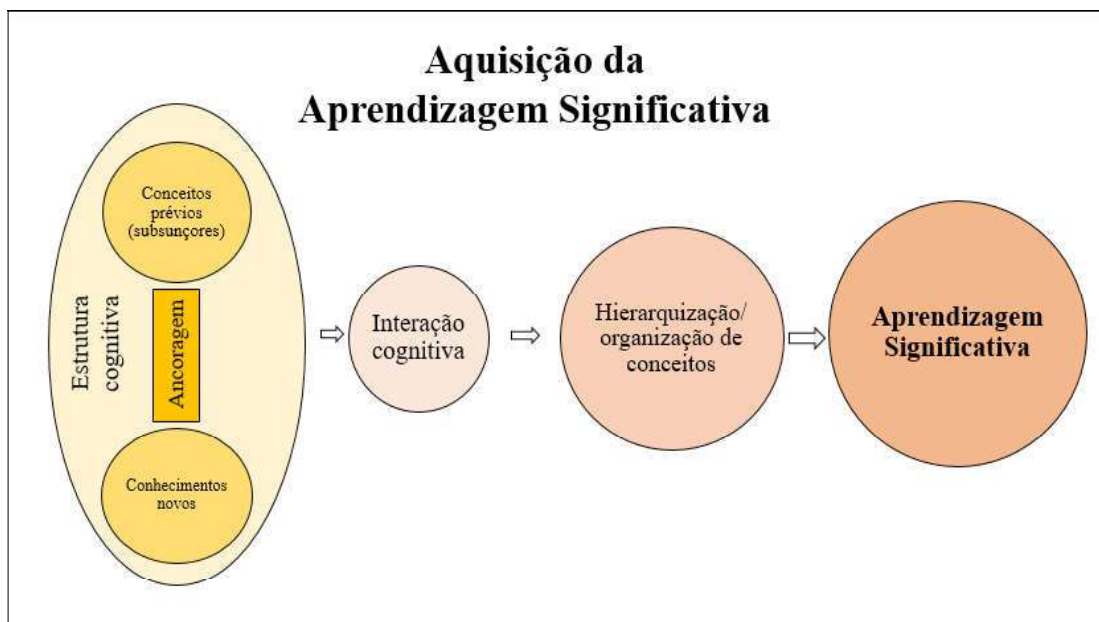 Aquisição da
Aprendizagem Significativa
Conceitos
prévios
(subsunçores)
Estrutura
cognitiva
Ancoragem
Conhecimentos
novos
Interação
cognitiva
Hierarquização/
organização de
conceitos
Aprendizagem
Significativa